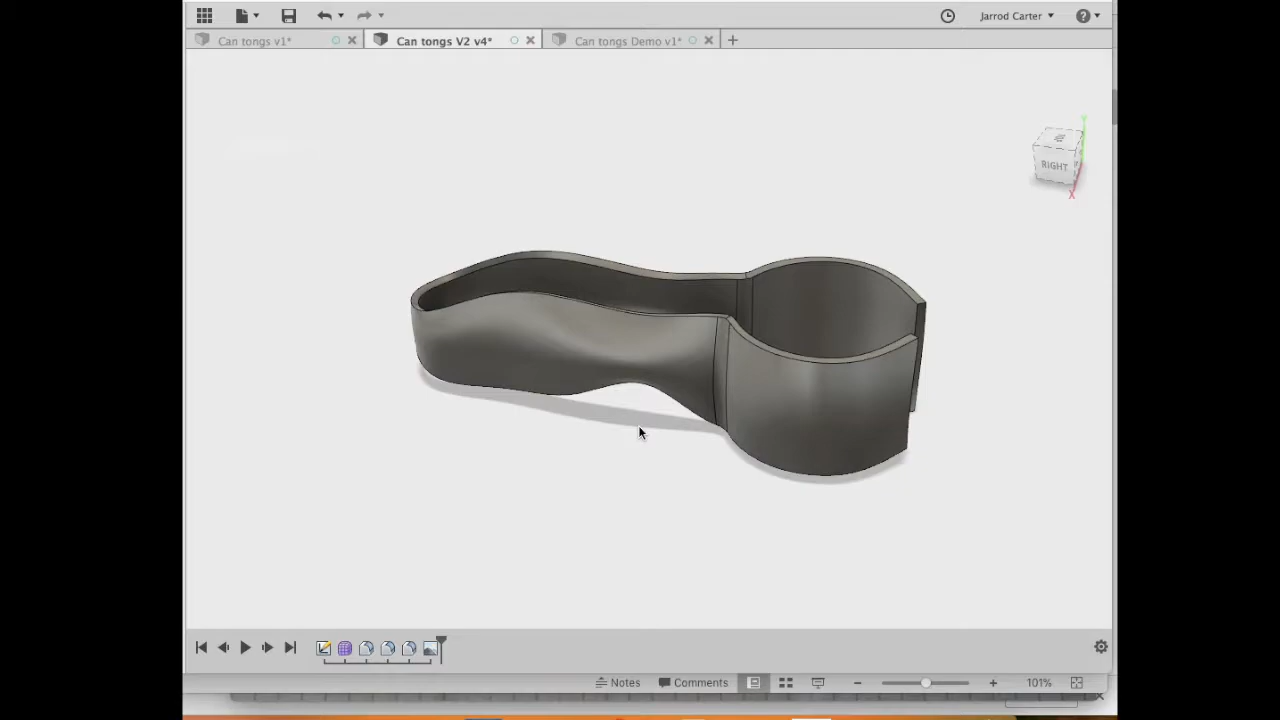 Jarrod Carter
Can tongs v1*
Can tongs V2 v4*
Can tongs Demo v1*
Y
RIGHT
X
Notes
Comments
101%